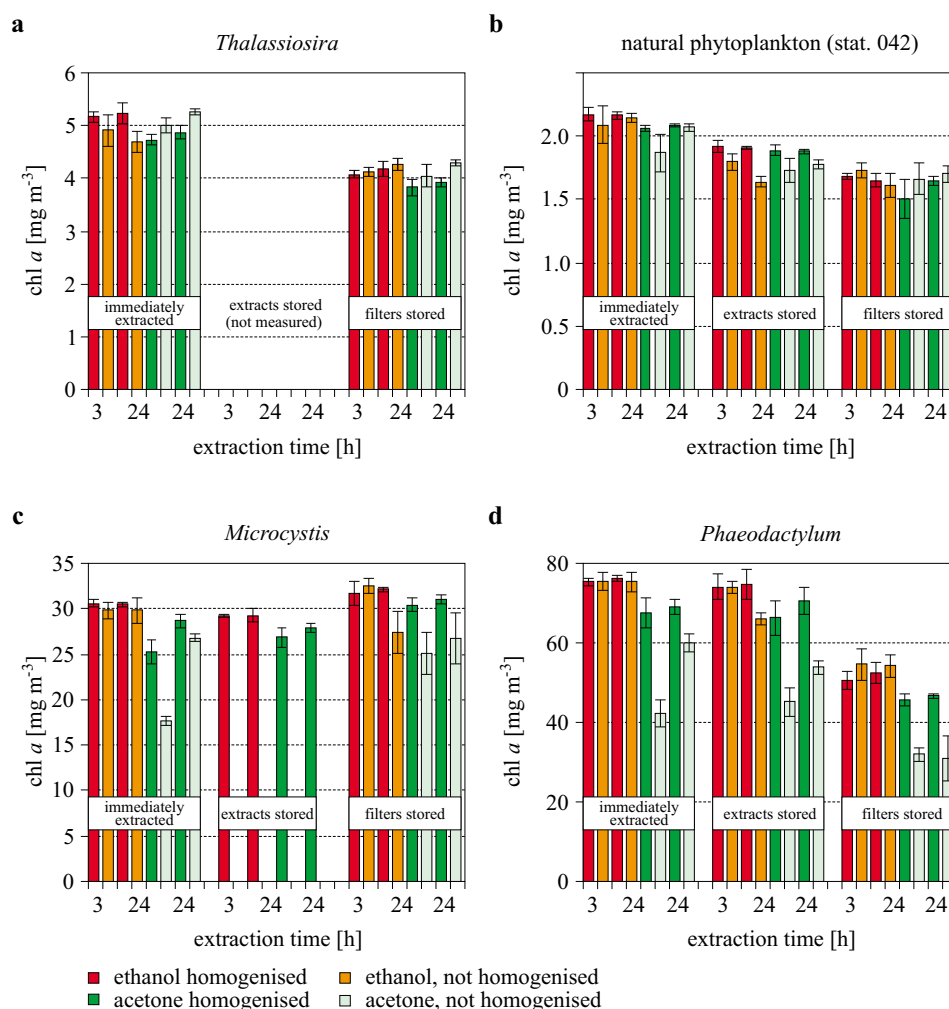 a
Thalassiosira
6
5
4
3
2
1
0
chl a [mg m-3]
immediately
extracted
extracts stored
(not measured)
filters stored
3 24 24 3 24 24 3 24 24
extraction time [h]
b
natural phytoplankton (stat. 042)
2.0
1.5
1.0
0.5
0
chl a [mg m-3]
immediately
extracted
extracts stored
filters stored
3 24 24 3 24 24 3 24 24
extraction time [h]
c
Microcystis
35
30
25
20
15
10
5
0
chl a [mg m-3]
immediately
extracted
extracts stored
filters stored
3 24 24 3 24 24 3 24 24
extraction time [h]
d
Phaeodactylum
80
60
40
20
0
chl a [mg m-3]
immediately
extracted
extracts stored
filters stored
3 24 24 3 24 24 3 24 24
extraction time [h]
ethanol homogenised
ethanol, not homogenised
acetone homogenised
acetone, not homogenised